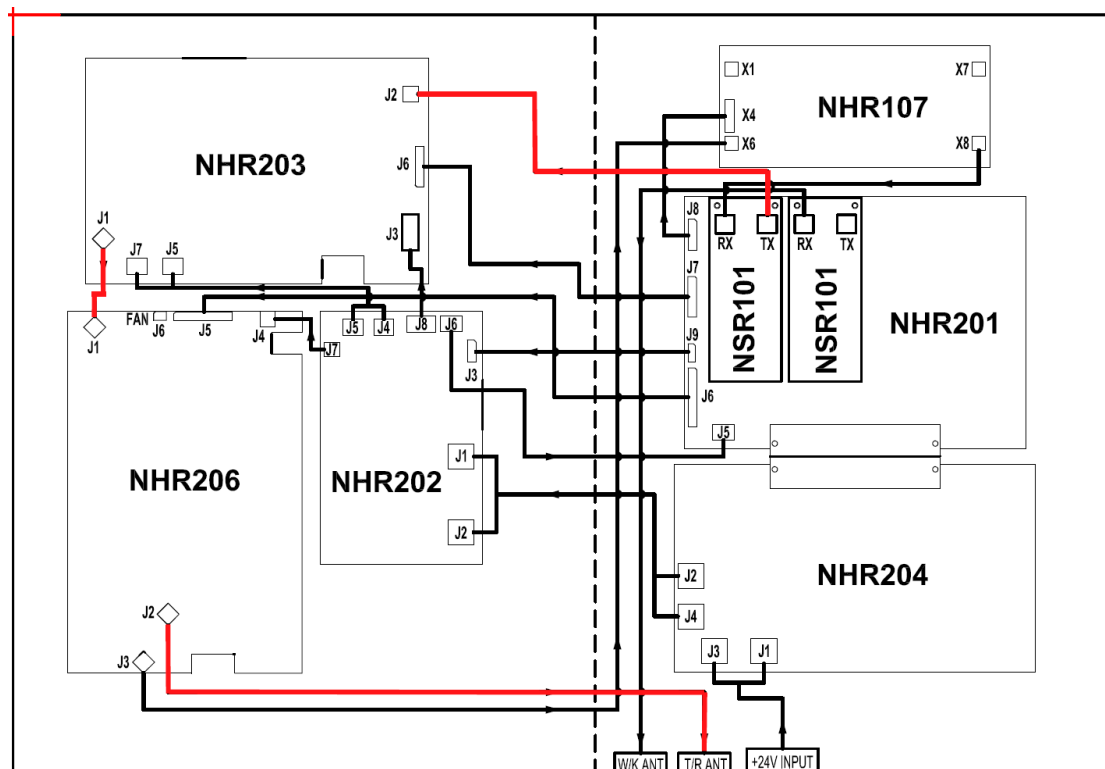 X1
X7
J2
X4
NHR107
X6
X8
NHR203
J6
J8
RX
TX
RX
TX
J1
J3
J7
J5
J7
NSR101
NSR101
NHR201
FAN
J6
J5
J4
J5
J4
J8
J6
J1
J7
J3
J9
J6
J5
J1
NHR206
NHR202
J2
NHR204
J2
J2
J4
J3
J3
J1
W/K ANT
T/R ANT
+24V INPUT